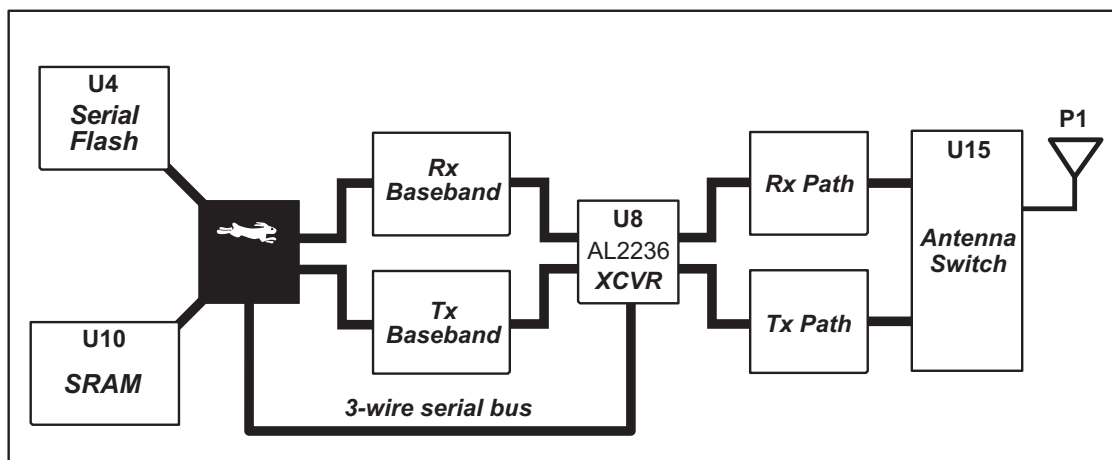 U4
Serial
Flash
U10
SRAM
Rx
Baseband
Tx
Baseband
3-wire serial bus
U8
AL2236
XCVR
Rx Path
Tx Path
U15
Antenna
Switch
P1